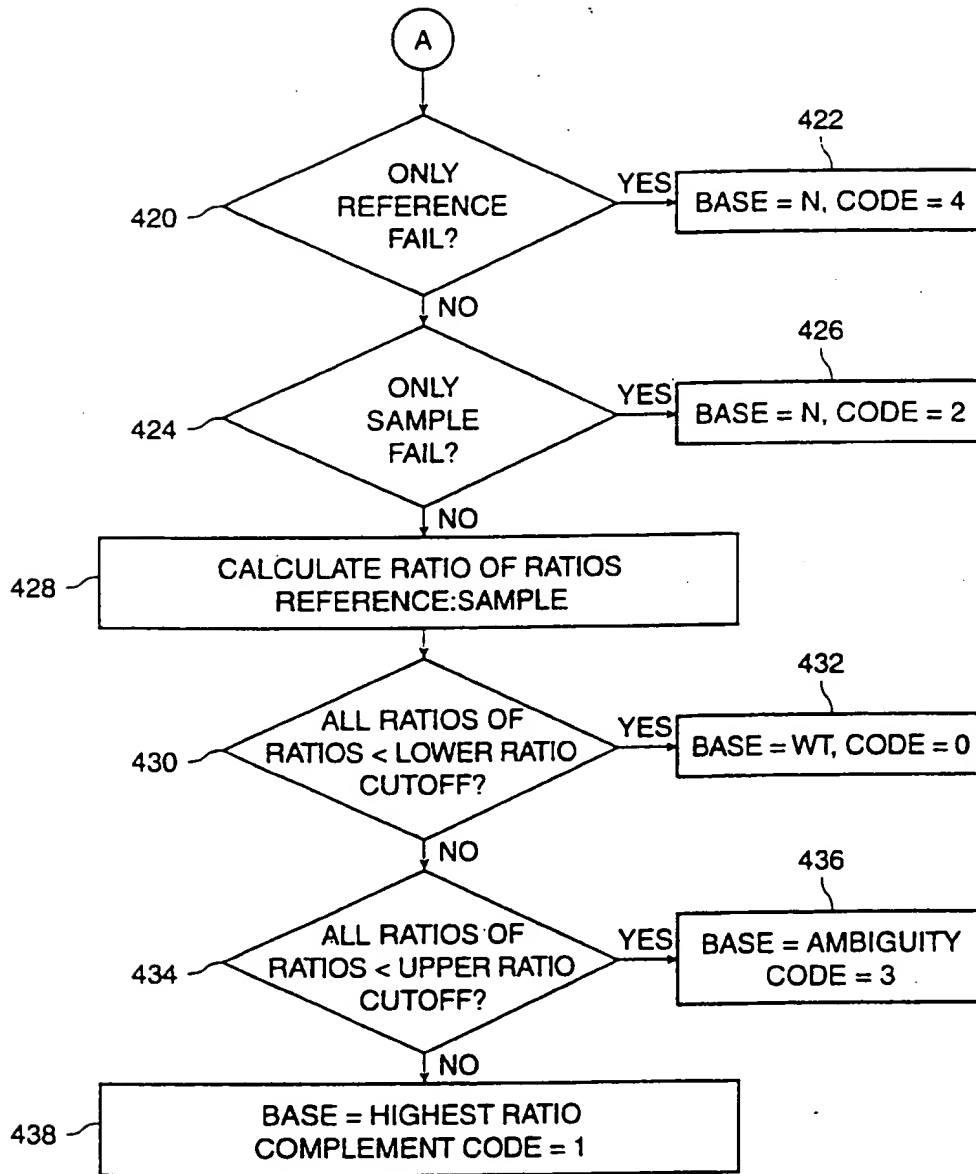 A
ONLY
REFERENCE
FAIL?
420
YES
422
BASE = N, CODE = 4
NO
ONLY
SAMPLE
FAIL?
424
YES
426
BASE = N, CODE = 2
NO
428
CALCULATE RATIO OF RATIOS
REFERENCE:SAMPLE
ALL RATIOS OF
RATIOS < LOWER RATIO
CUTOFF?
430
YES
432
BASE = WT, CODE = 0
NO
ALL RATIOS OF
RATIOS < UPPER RATIO
CUTOFF?
434
YES
436
BASE = AMBIGUITY
CODE = 3
NO
438
BASE = HIGHEST RATIO
COMPLEMENT CODE = 1